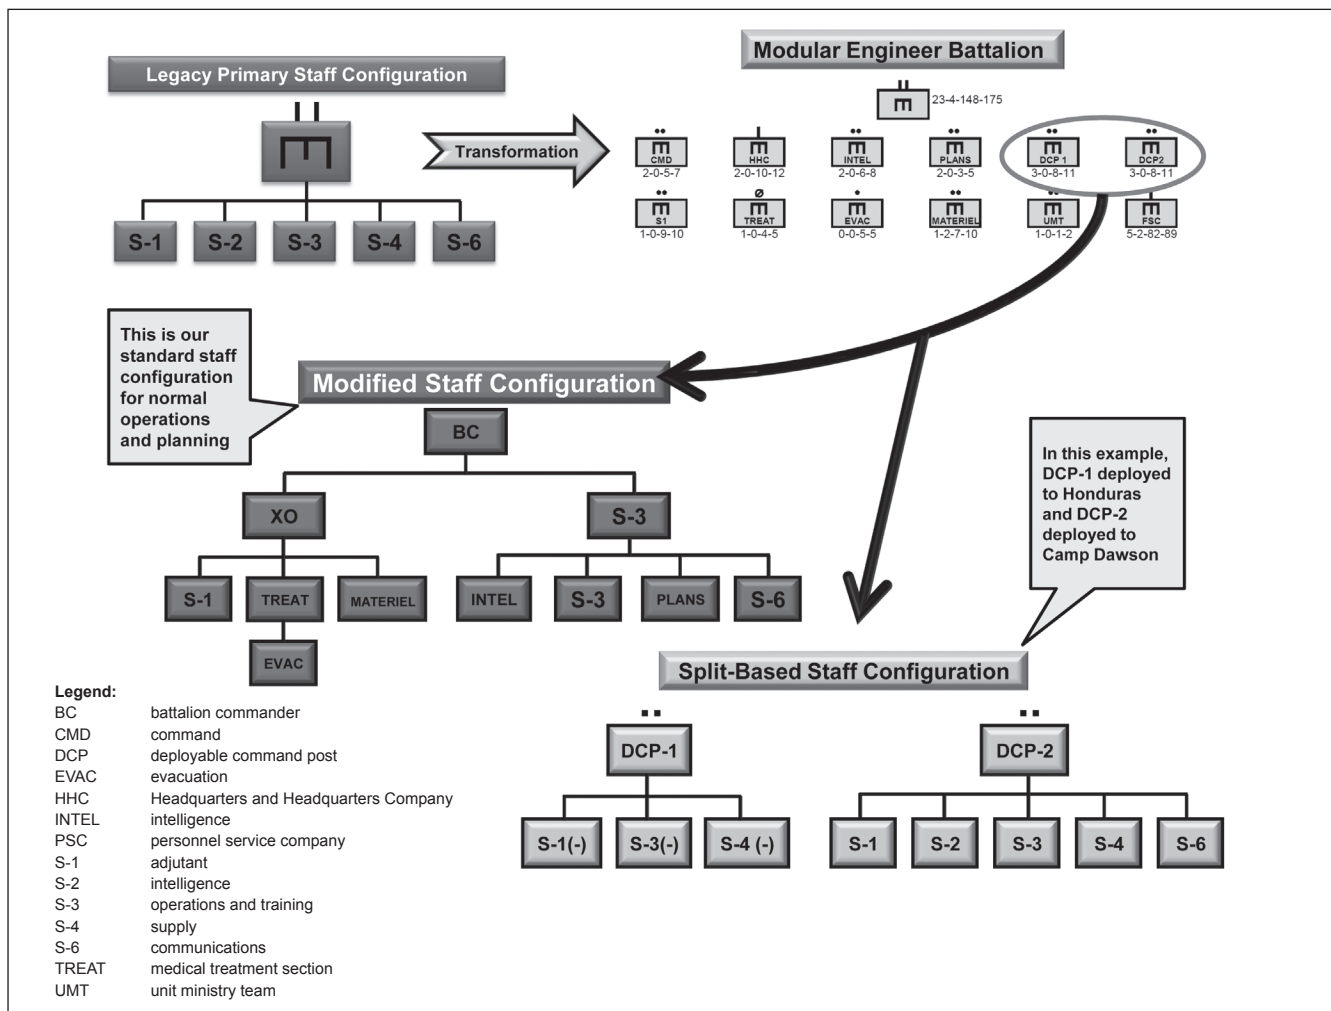 Legacy Primary Staff Configuration
S-1
S-2
S-3
S-4
S-6
Transformation
Modular Engineer Battalion
23-4-148-175
CMD
2-0-5-7
HHC
2-0-10-12
INTEL
2-0-6-8
PLANS
2-0-3-5
DCP 1
3-0-8-11
DCP2
3-0-8-11
S1
1-0-9-10
TREAT
1-0-4-5
EVAC
0-0-5-5
MATERIEL
1-2-7-10
UMT
1-0-1-2
FSC
5-2-82-89
This is our
standard staff
configuration
for normal
operations
and planning
Modified Staff Configuration
BC
XO
S-3
S-1
TREAT
MATERIEL
INTEL
S-3
PLANS
S-6
EVAC
In this example,
DCP-1 deployed
to Honduras
and DCP-2
deployed to
Camp Dawson
Split-Based Staff Configuration
DCP-1
S-1(-)
S-3(-)
S-4 (-)
DCP-2
S-1
S-2
S-3
S-4
S-6
Legend:
BC battalion commander
CMD command
DCP deployable command post
EVAC evacuation
HHC Headquarters and Headquarters Company
INTEL intelligence
PSC personnel service company
S-1 adjutant
S-2 intelligence
S-3 operations and training
S-4 supply
S-6 communications
TREAT medical treatment section
UMT unit ministry team